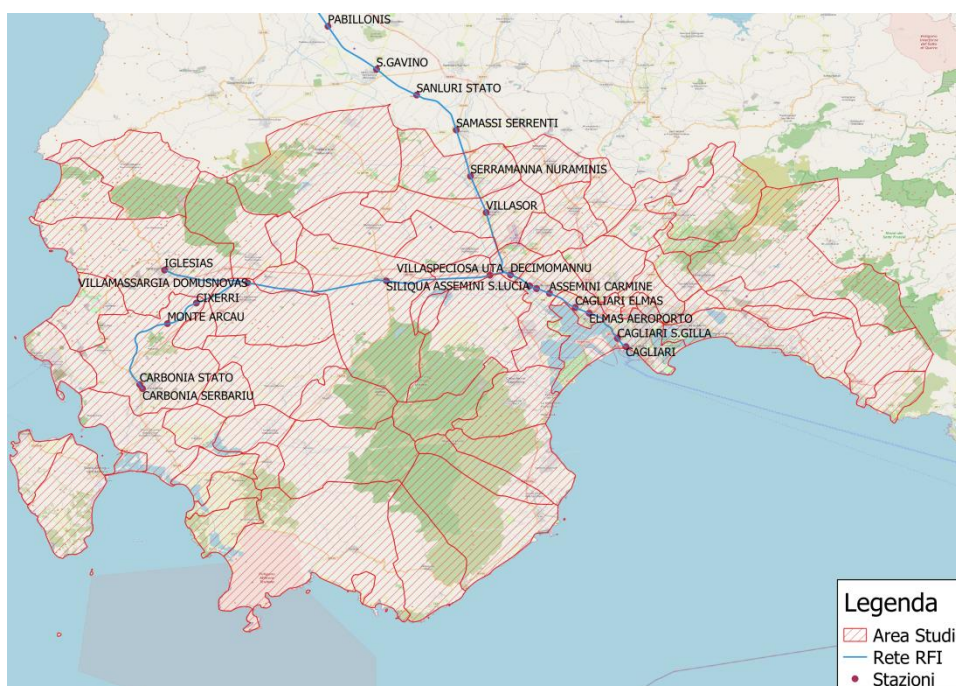 PABILLONIS
S.GAVINO
SANLURI STATO
SAMASSI SERRENTI
SERRAMANNA NURAMINIS
VILLASOR
IGLESIAS
VILLASPECIOSA UTA
DECIMOMANNU
VILLAMASSARGIA DOMUSNOVAS
SILIQUA
ASSEMINI S.LUCIA
ASSEMINI CARMINE
CIXERRI
CAGLIARI ELMAS
MONTE ARCAU
ELMAS AEROPORTO
CAGLIARI S.GILLA
CAGLIARI
CARBONIA STATO
CARBONIA SERBARIU
Legenda
Area Studi
Rete RFI
Stazioni